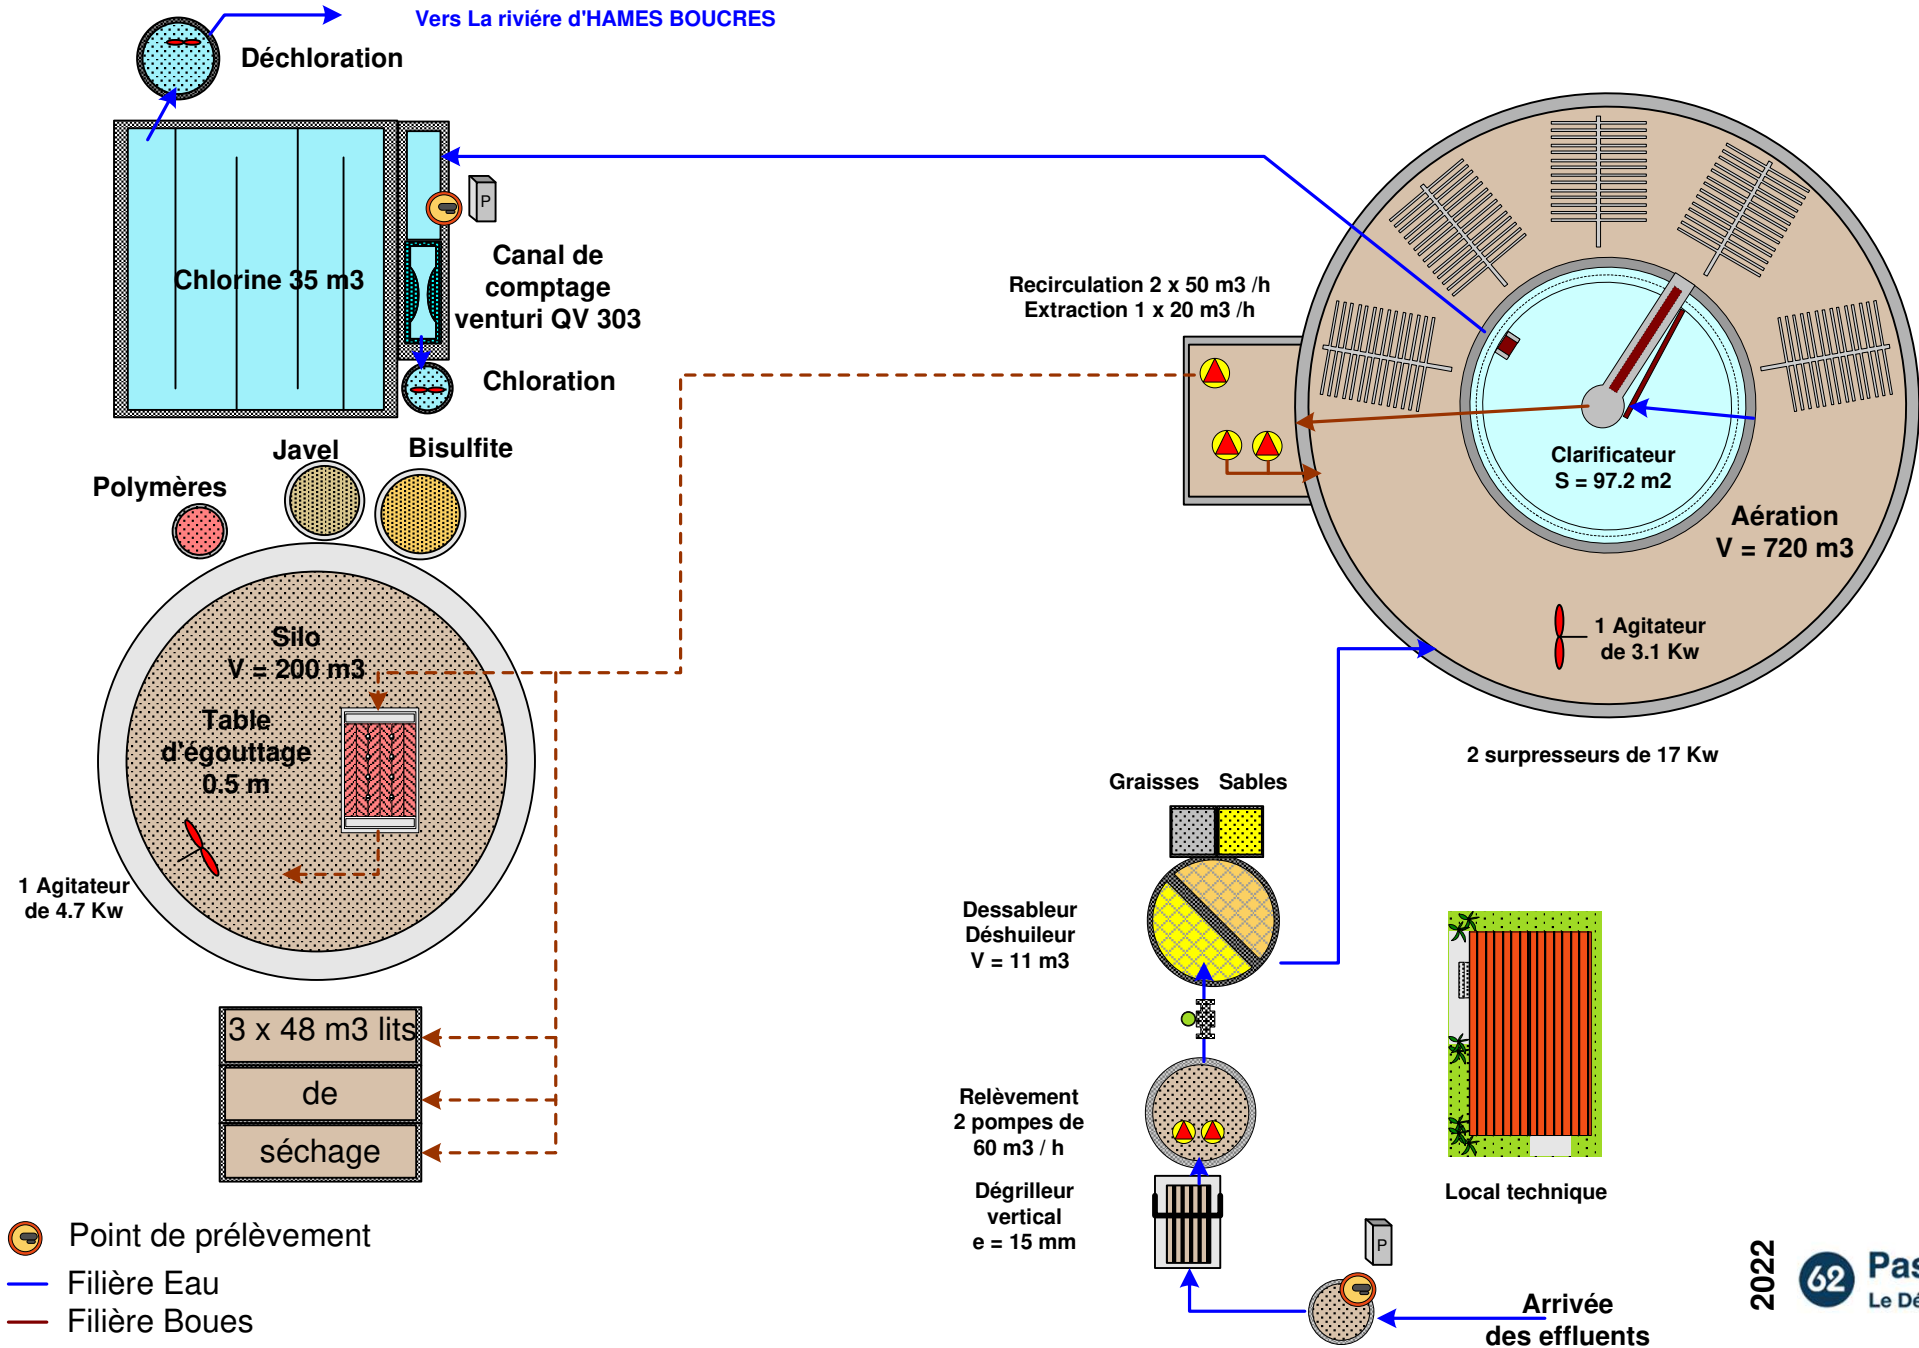 Vers La riviére d'HAMES BOUCRES
Déchloration
P
Chlorine 35 m3
Canal de
comptage
venturi QV 303
Chloration
Recirculation 2 x 50 m3 /h
Extraction 1 x 20 m3 /h
Clarificateur
S = 97.2 m2
Aération
V = 720 m3
1 Agitateur
de 3.1 Kw
2 surpresseurs de 17 Kw
Javel
Bisulfite
Polymères
Silo
V = 200 m3
Table
d'égouttage
0.5 m
1 Agitateur
de 4.7 Kw
3 x 48 m3 lits
de
séchage
Graisses
Sables
Dessableur
Déshuileur
V = 11 m3
Relèvement
2 pompes de
60 m3 / h
Dégrilleur
vertical
e = 15 mm
P
Arrivée
des effluents
Local technique
Point de prélèvement
Filière Eau
Filière Boues
2022
62
Pas
Le Dé